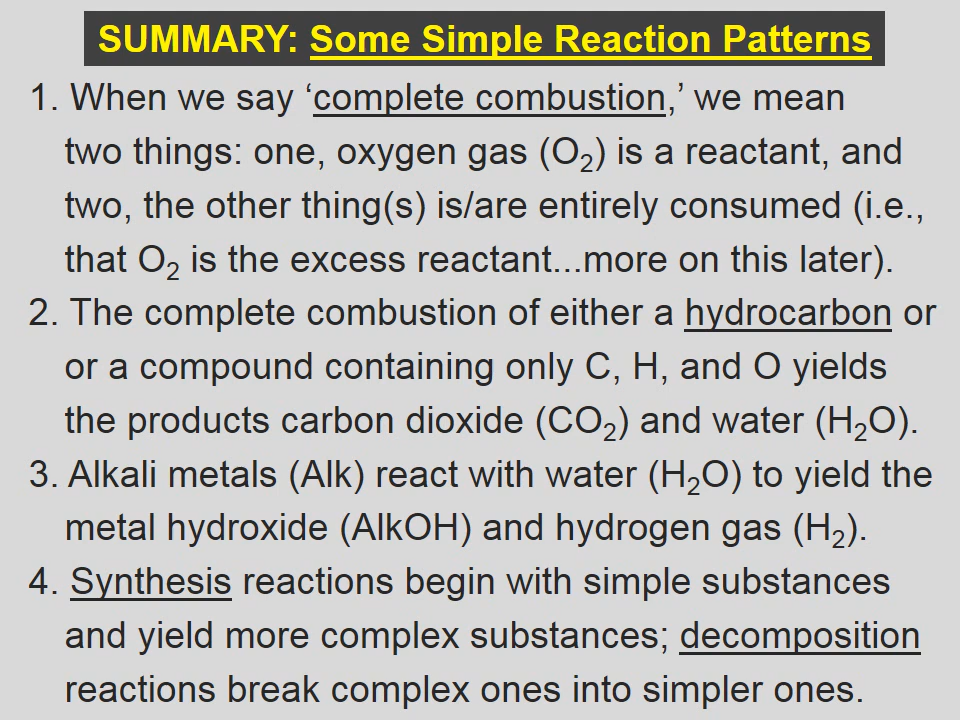 SUMMARY: Some Simple Reaction Patterns
1. When we say ‘complete combustion,’ we mean
two things: one, oxygen gas (O₂) is a reactant, and
two, the other thing(s) is/are entirely consumed (i.e.,
that O₂ is the excess reactant...more on this later).
2. The complete combustion of either a hydrocarbon or
or a compound containing only C, H, and O yields
the products carbon dioxide (CO₂) and water (H₂O).
3. Alkali metals (Alk) react with water (H₂O) to yield the
metal hydroxide (AlkOH) and hydrogen gas (H₂).
4. Synthesis reactions begin with simple substances
and yield more complex substances; decomposition
reactions break complex ones into simpler ones.